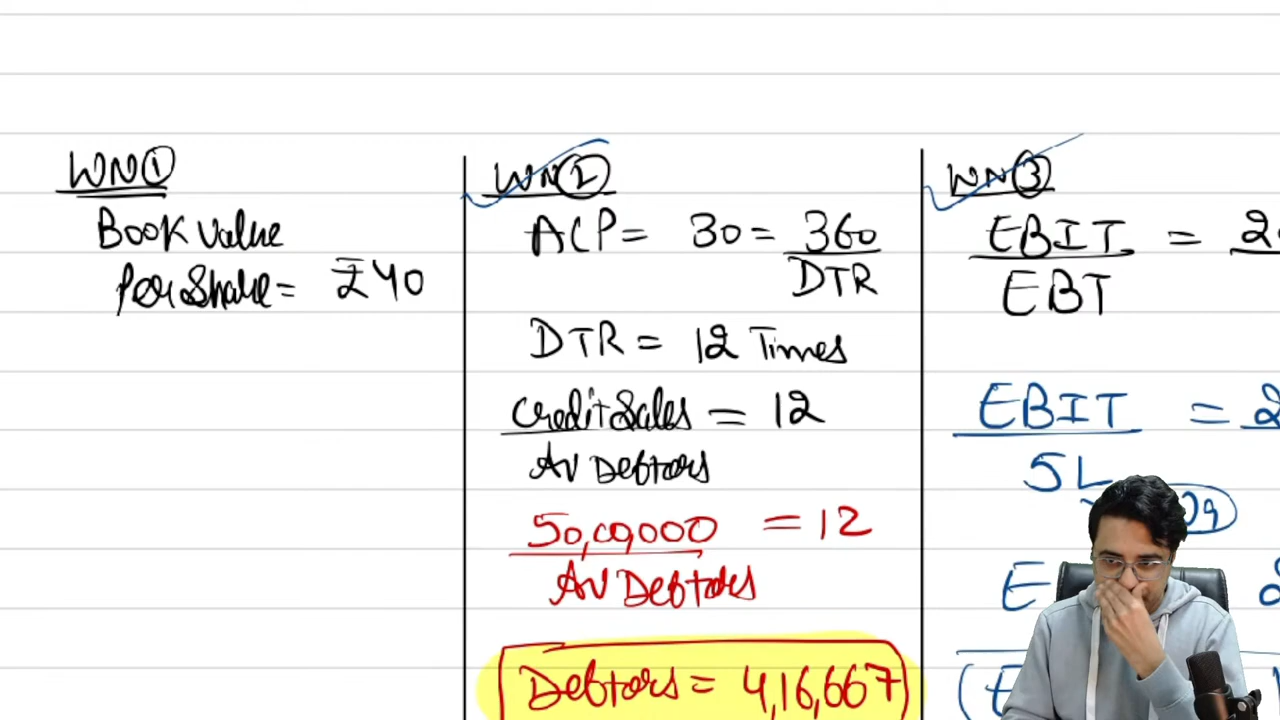 WN①
Book Value
Per Share = ₹40
WN②
ACP = 30 = 360
DTR
DTR = 12 Times
Credit Sales = 12
Av Debtors
50,00,000 = 12
Av Debtors
Debtors = 4,16,667
WN③
EBIT =
EBT
EBIT = 2
5L
E